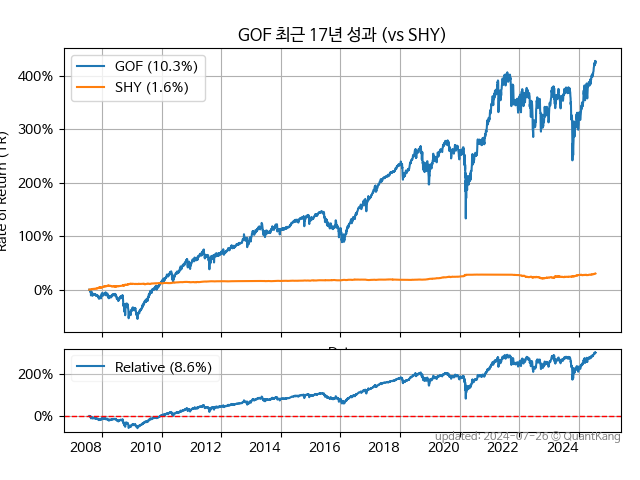 GOF 최근 17년 성과 (vs SHY)
GOF (10.3%)
SHY (1.6%)
400%
300%
200%
100%
0%
Rate of Return (TR)
Relative (8.6%)
200%
0%
2008 2010 2012 2014 2016 2018 2020 2022 2024
updated: 2024-07-26 © QuantKang